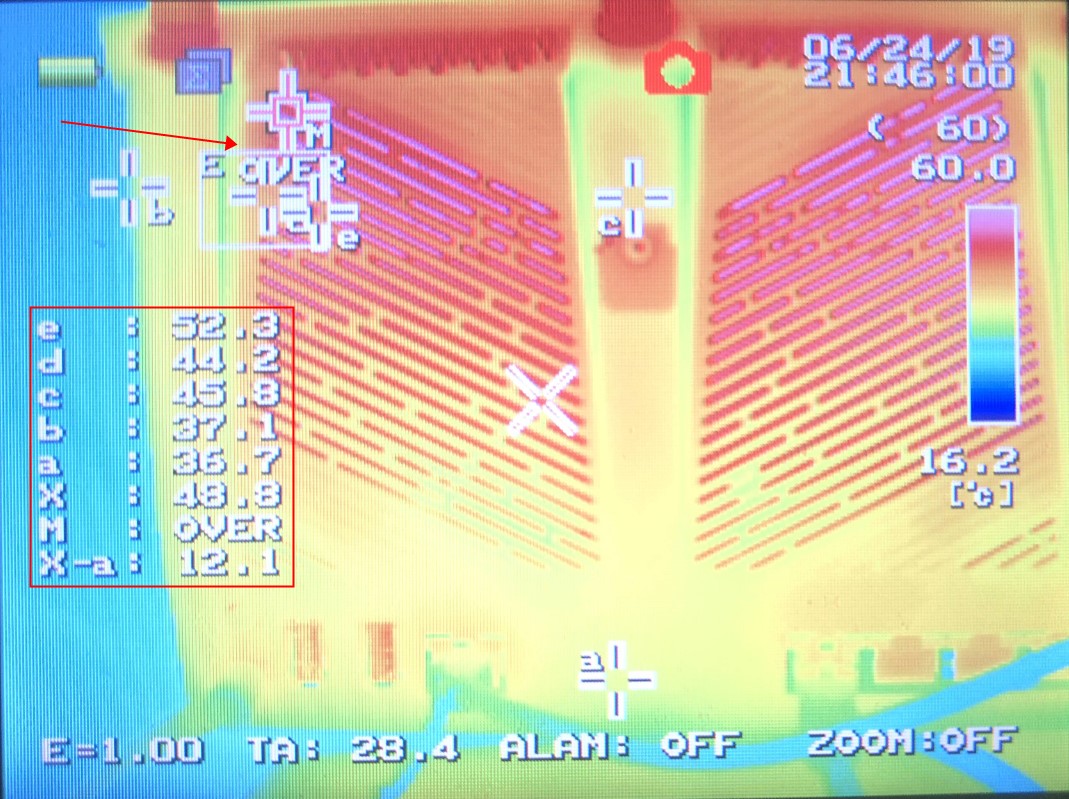 06/24/19
21:46:00
( 60)
60.0
M
E OVER
b
d
e
c
e : 52.3
d : 44.2
c : 45.8
b : 37.1
a : 36.7
X : 48.8
M : OVER
X-a: 12.1
16.2
[°c]
a
E=1.00 TA: 28.4 ALAM: OFF ZOOM:OFF